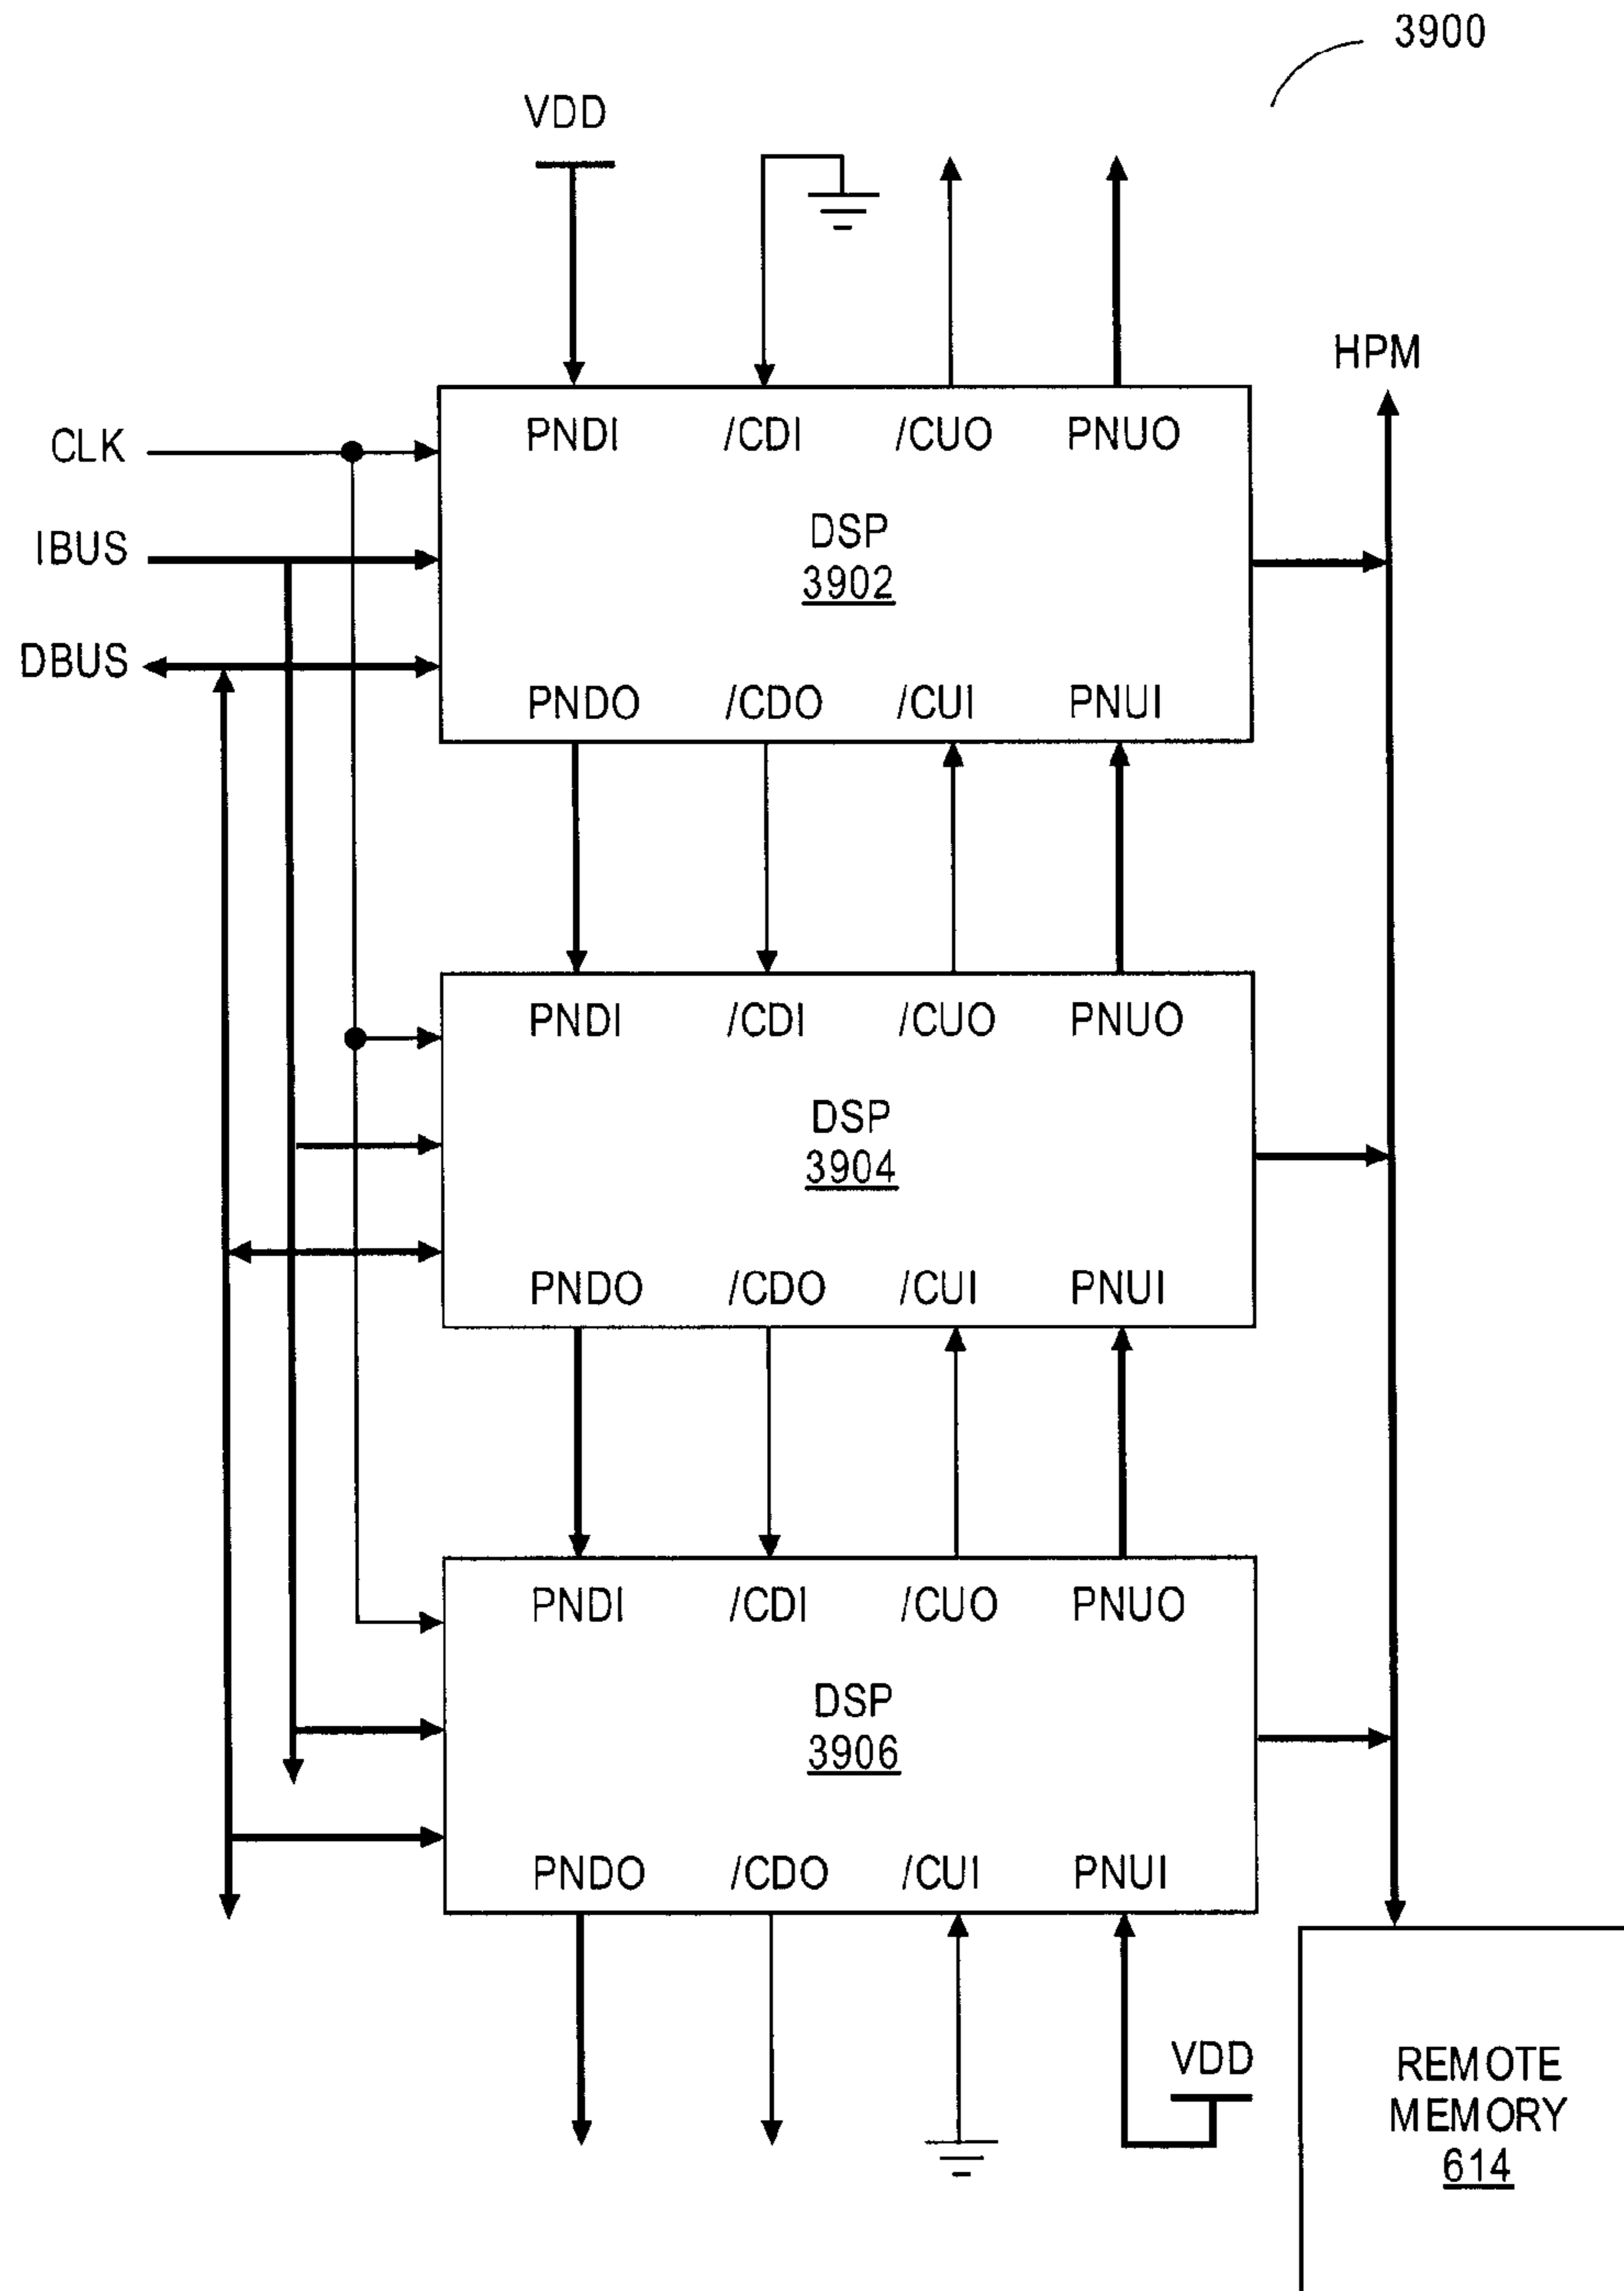 3900
VDD
HPM
CLK
IBUS
DBUS
PNDI /CDI /CUO PNUO
DSP
3902
PNDO /CDO /CUI PNUI
PNDI /CDI /CUO PNUO
DSP
3904
PNDO /CDO /CUI PNUI
PNDI /CDI /CUO PNUO
DSP
3906
PNDO /CDO /CUI PNUI
VDD
REMOTE
MEMORY
614